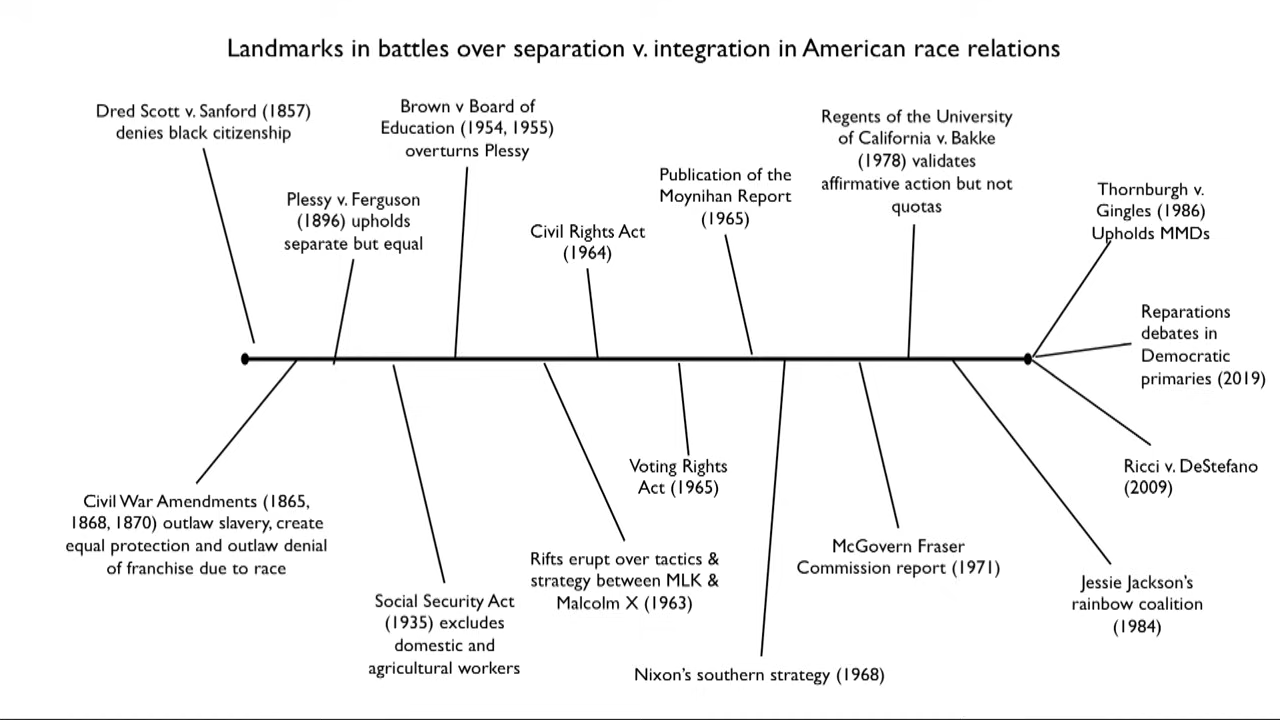 Landmarks in battles over separation v. integration in American race relations
Dred Scott v. Sanford (1857)
denies black citizenship
Brown v Board of
Education (1954, 1955)
overturns Plessy
Regents of the University
of California v. Bakke
(1978) validates
affirmative action but not
quotas
Plessy v. Ferguson
(1896) upholds
separate but equal
Civil Rights Act
(1964)
Publication of the
Moynihan Report
(1965)
Thornburgh v.
Gingles (1986)
Upholds MMDs
Reparations
debates in
Democratic
primaries (2019)
Ricci v. DeStefano
(2009)
Civil War Amendments (1865,
1868, 1870) outlaw slavery, create
equal protection and outlaw denial
of franchise due to race
Social Security Act
(1935) excludes
domestic and
agricultural workers
Rifts erupt over tactics &
strategy between MLK &
Malcolm X (1963)
Voting Rights
Act (1965)
Nixon's southern strategy (1968)
McGovern Fraser
Commission report (1971)
Jessie Jackson's
rainbow coalition
(1984)